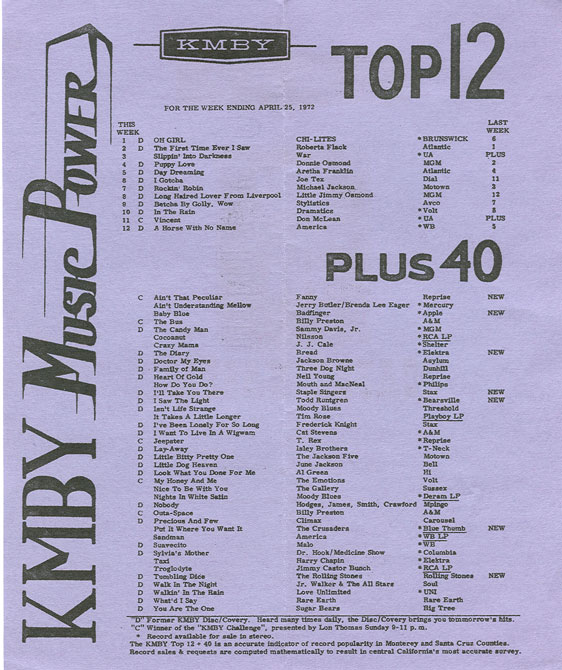 KMBY Music Power
KMBY
TOP 12
FOR THE WEEK ENDING APRIL 25, 1972
THIS WEEK LAST WEEK
1 D OH GIRL CHI-LITES *BRUNSWICK 6
2 D The First Time Ever I Saw Roberta Flack Atlantic 1
3 Slippin' Into Darkness War *UA PLUS
4 D Puppy Love Donnie Osmond MGM 2
5 D Day Dreaming Aretha Franklin Atlantic 4
6 D I Gotcha Joe Tex Dial 11
7 D Rockin' Robin Michael Jackson Motown 3
8 D Long Haired Lover From Liverpool Little Jimmy Osmond MGM 12
9 D Betcha By Golly, Wow Stylistics Avco 7
10 D In The Rain Dramatics *Volt 8
11 C Vincent Don McLean *UA PLUS
12 D A Horse With No Name America *WB 5
PLUS 40
C Ain't That Peculiar Fanny Reprise NEW
Ain't Understanding Mellow Jerry Butler/Brenda Lee Eager *Mercury
Baby Blue Badfinger *Apple NEW
C The Bus Billy Preston A&M
D The Candy Man Sammy Davis, Jr. *MGM
Cocoanut Nilsson *RCA LP
Crazy Mama J. J. Cale *Shelter
D The Diary Bread *Elektra NEW
D Doctor My Eyes Jackson Browne Asylum
D Family of Man Three Dog Night Dunhill
D Heart Of Gold Neil Young Reprise
How Do You Do? Mouth and MacNeal *Philips
D I'll Take You There Staple Singers Stax NEW
D I Saw The Light Todd Runtgren *Bearsville NEW
D Isn't Life Strange Moody Blues Threshold
It Takes A Little Longer Tim Rose Playboy LP
D I've Been Lonely For So Long Frederick Knight Stax
D I Want To Live In A Wigwam Cat Stevens *A&M
C Jeepster T. Rex *Reprise
D Lay-Away Isley Brothers *T-Neck
D Little Bitty Pretty One The Jackson Five Motown
D Little Dog Heaven June Jackson Bell
D Look What You Done For Me Al Green Hi
C My Honey And Me The Emotions Volt
Nice To Be With You The Gallery Sussex
Nights In White Satin Moody Blues *Deram LP
D Nobody Hodges, James, Smith, Crawford Mpingo
C Outa-Space Billy Preston A&M
D Precious And Few Climax Carousel
Put It Where You Want It The Crusaders *Blue Thumb NEW
Sandman America *WB LP
D Suavecito Malo *WB
D Sylvia's Mother Dr. Hook/Medicine Show *Columbia
Taxi Harry Chapin *Elektra
Troglodyte Jimmy Castor Bunch *RCA LP
D Tumbling Dice The Rolling Stones Rolling Stones NEW
D Walk In The Night Jr. Walker & The All Stars Soul
D Walkin' In The Rain Love Unlimited *UNI
D What'd I Say Rare Earth Rare Earth
D You Are The One Sugar Bears Big Tree
"D" Former KMBY Disc/Covery. Heard many times daily, the Disc/Covery brings you tommorrow's hits.
"C" Winner of the "KMBY Challenge", presented by Lon Thomas Sunday 9-11 p. m.
* Record available for sale in stereo.
The KMBY Top 12 + 40 is an accurate indicator of record popularity in Monterey and Santa Cruz Counties.
Record sales & requests are computed mathematically to result in central California's most accurate survey.